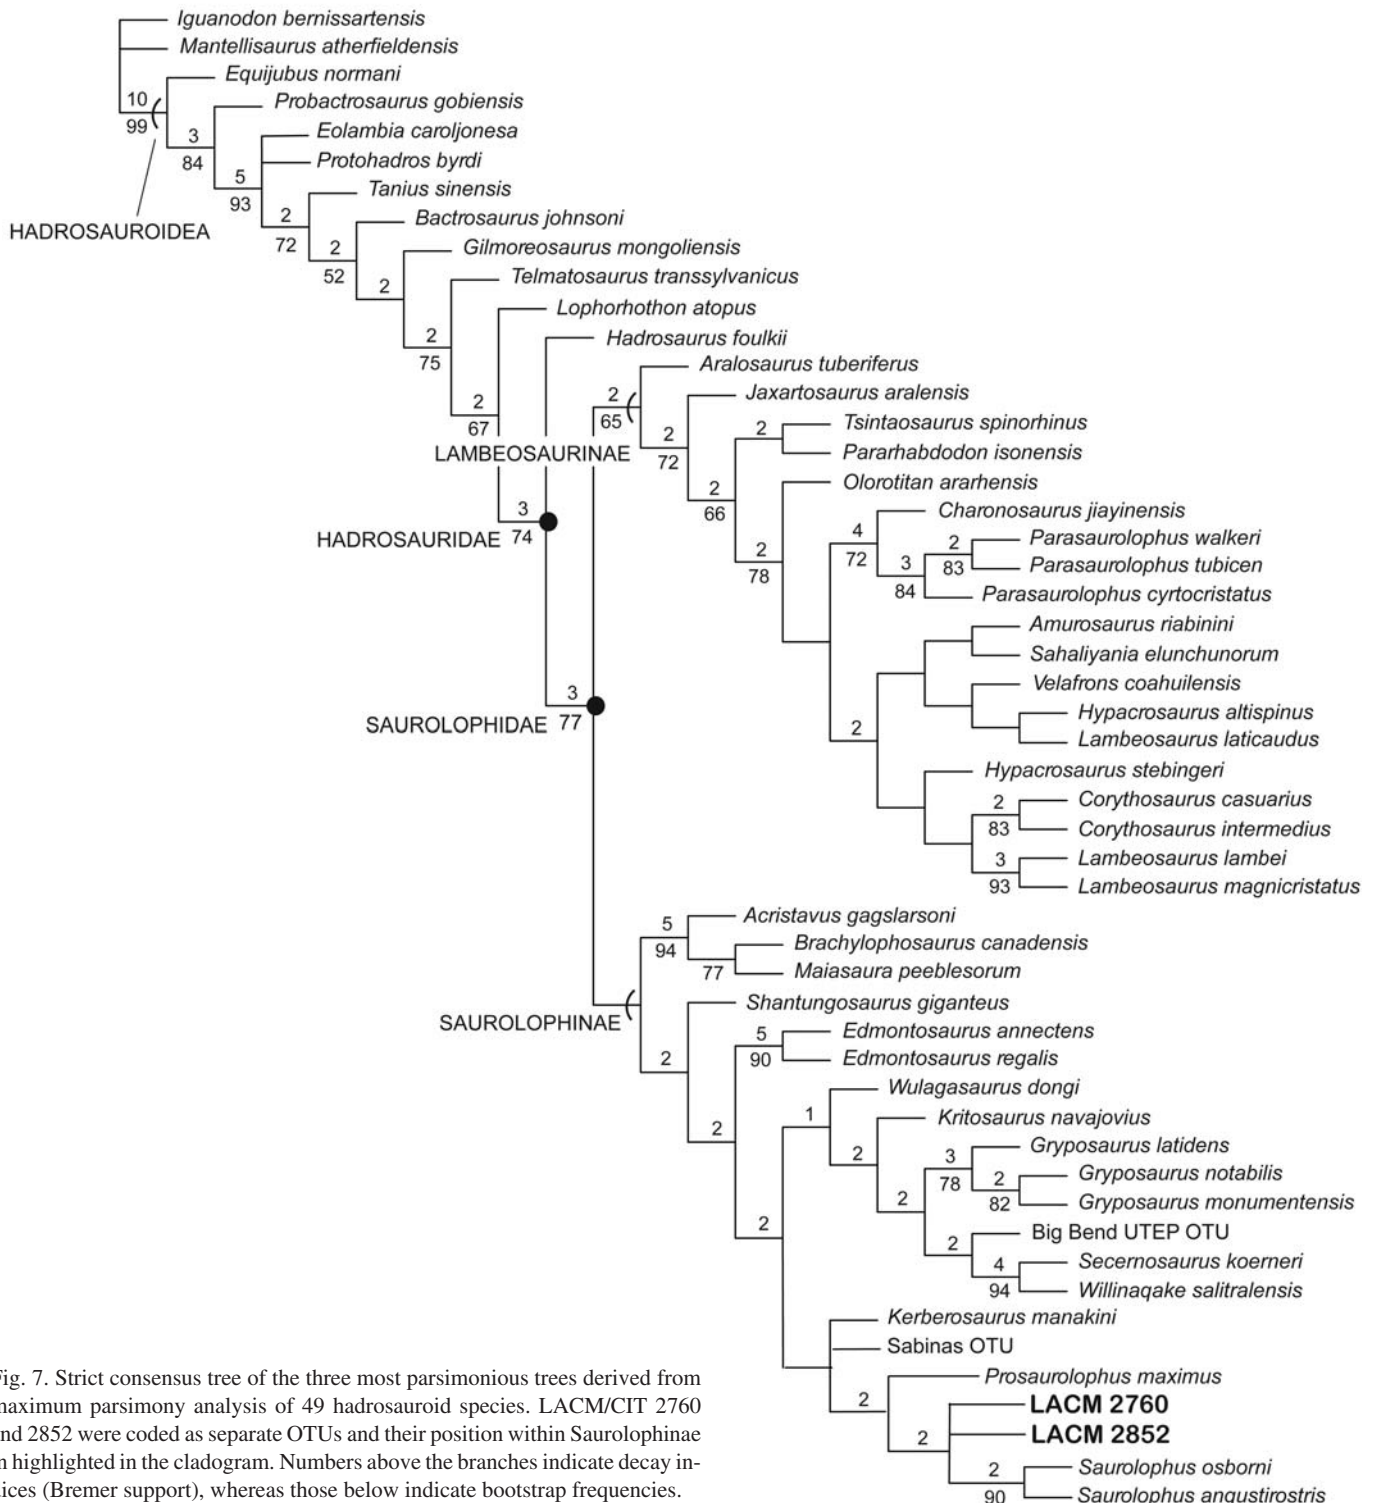 Iguanodon bernissartensis
Mantellisaurus atherfieldensis
Equijubus normani
10
Probactrosaurus gobiensis
99
3
Eolambia caroljonesa
84
Protohadros byrdi
5
93
Tanius sinensis
2
HADROSAUROIDEA
72
Bactrosaurus johnsoni
2
52
Gilmoreosaurus mongoliensis
2
Telmatosaurus transsylvanicus
2
75
Lophorhothon atopus
Hadrosaurus foulkii
2
67
Aralosaurus tuberiferus
2
65
LAMBEOSAURINAE
Jaxartosaurus aralensis
2
72
Tsintaosaurus spinorhinus
2
Pararhabdodon isonensis
2
66
Olorotitan ararhensis
3
HADROSAURIDAE 74
Charonosaurus jiayinensis
4
72
2
Parasaurolophus walkeri
83
Parasaurolophus tubicen
2
78
3
84
Parasaurolophus cyrtocristatus
Amurosaurus riabinini
Sahaliyania elunchunorum
Velafrons coahuilensis
3
SAUROLOPHIDAE 77
Hypacrosaurus altispinus
2
Lambeosaurus laticaudus
Hypacrosaurus stebingeri
2
Corythosaurus casuarius
83
Corythosaurus intermedius
3
Lambeosaurus lambei
93
Lambeosaurus magnicristatus
5
Acristavus gagslarsoni
94
Brachylophosaurus canadensis
77
Maiasaura peeblesorum
SAUROLOPHINAE
Shantungosaurus giganteus
2
5
Edmontosaurus annectens
90
Edmontosaurus regalis
Wulagasaurus dongi
1
2
Kritosaurus navajovius
2
Gryposaurus latidens
3
78
2
Gryposaurus notabilis
82
Gryposaurus monumentensis
2
2
Big Bend UTEP OTU
2
4
Secernosaurus koerneri
94
Willinaqake salitralensis
Kerberosaurus manakini
Sabinas OTU
2
Prosaurolophus maximus
LACM 2760
2
LACM 2852
2
Saurolophus osborni
90
Saurolophus angustirostris
Fig. 7. Strict consensus tree of the three most parsimonious trees derived from
maximum parsimony analysis of 49 hadrosauroid species. LACM/CIT 2760
nd 2852 were coded as separate OTUs and their position within Saurolophinae
n highlighted in the cladogram. Numbers above the branches indicate decay in-
ices (Bremer support), whereas those below indicate bootstrap frequencies.